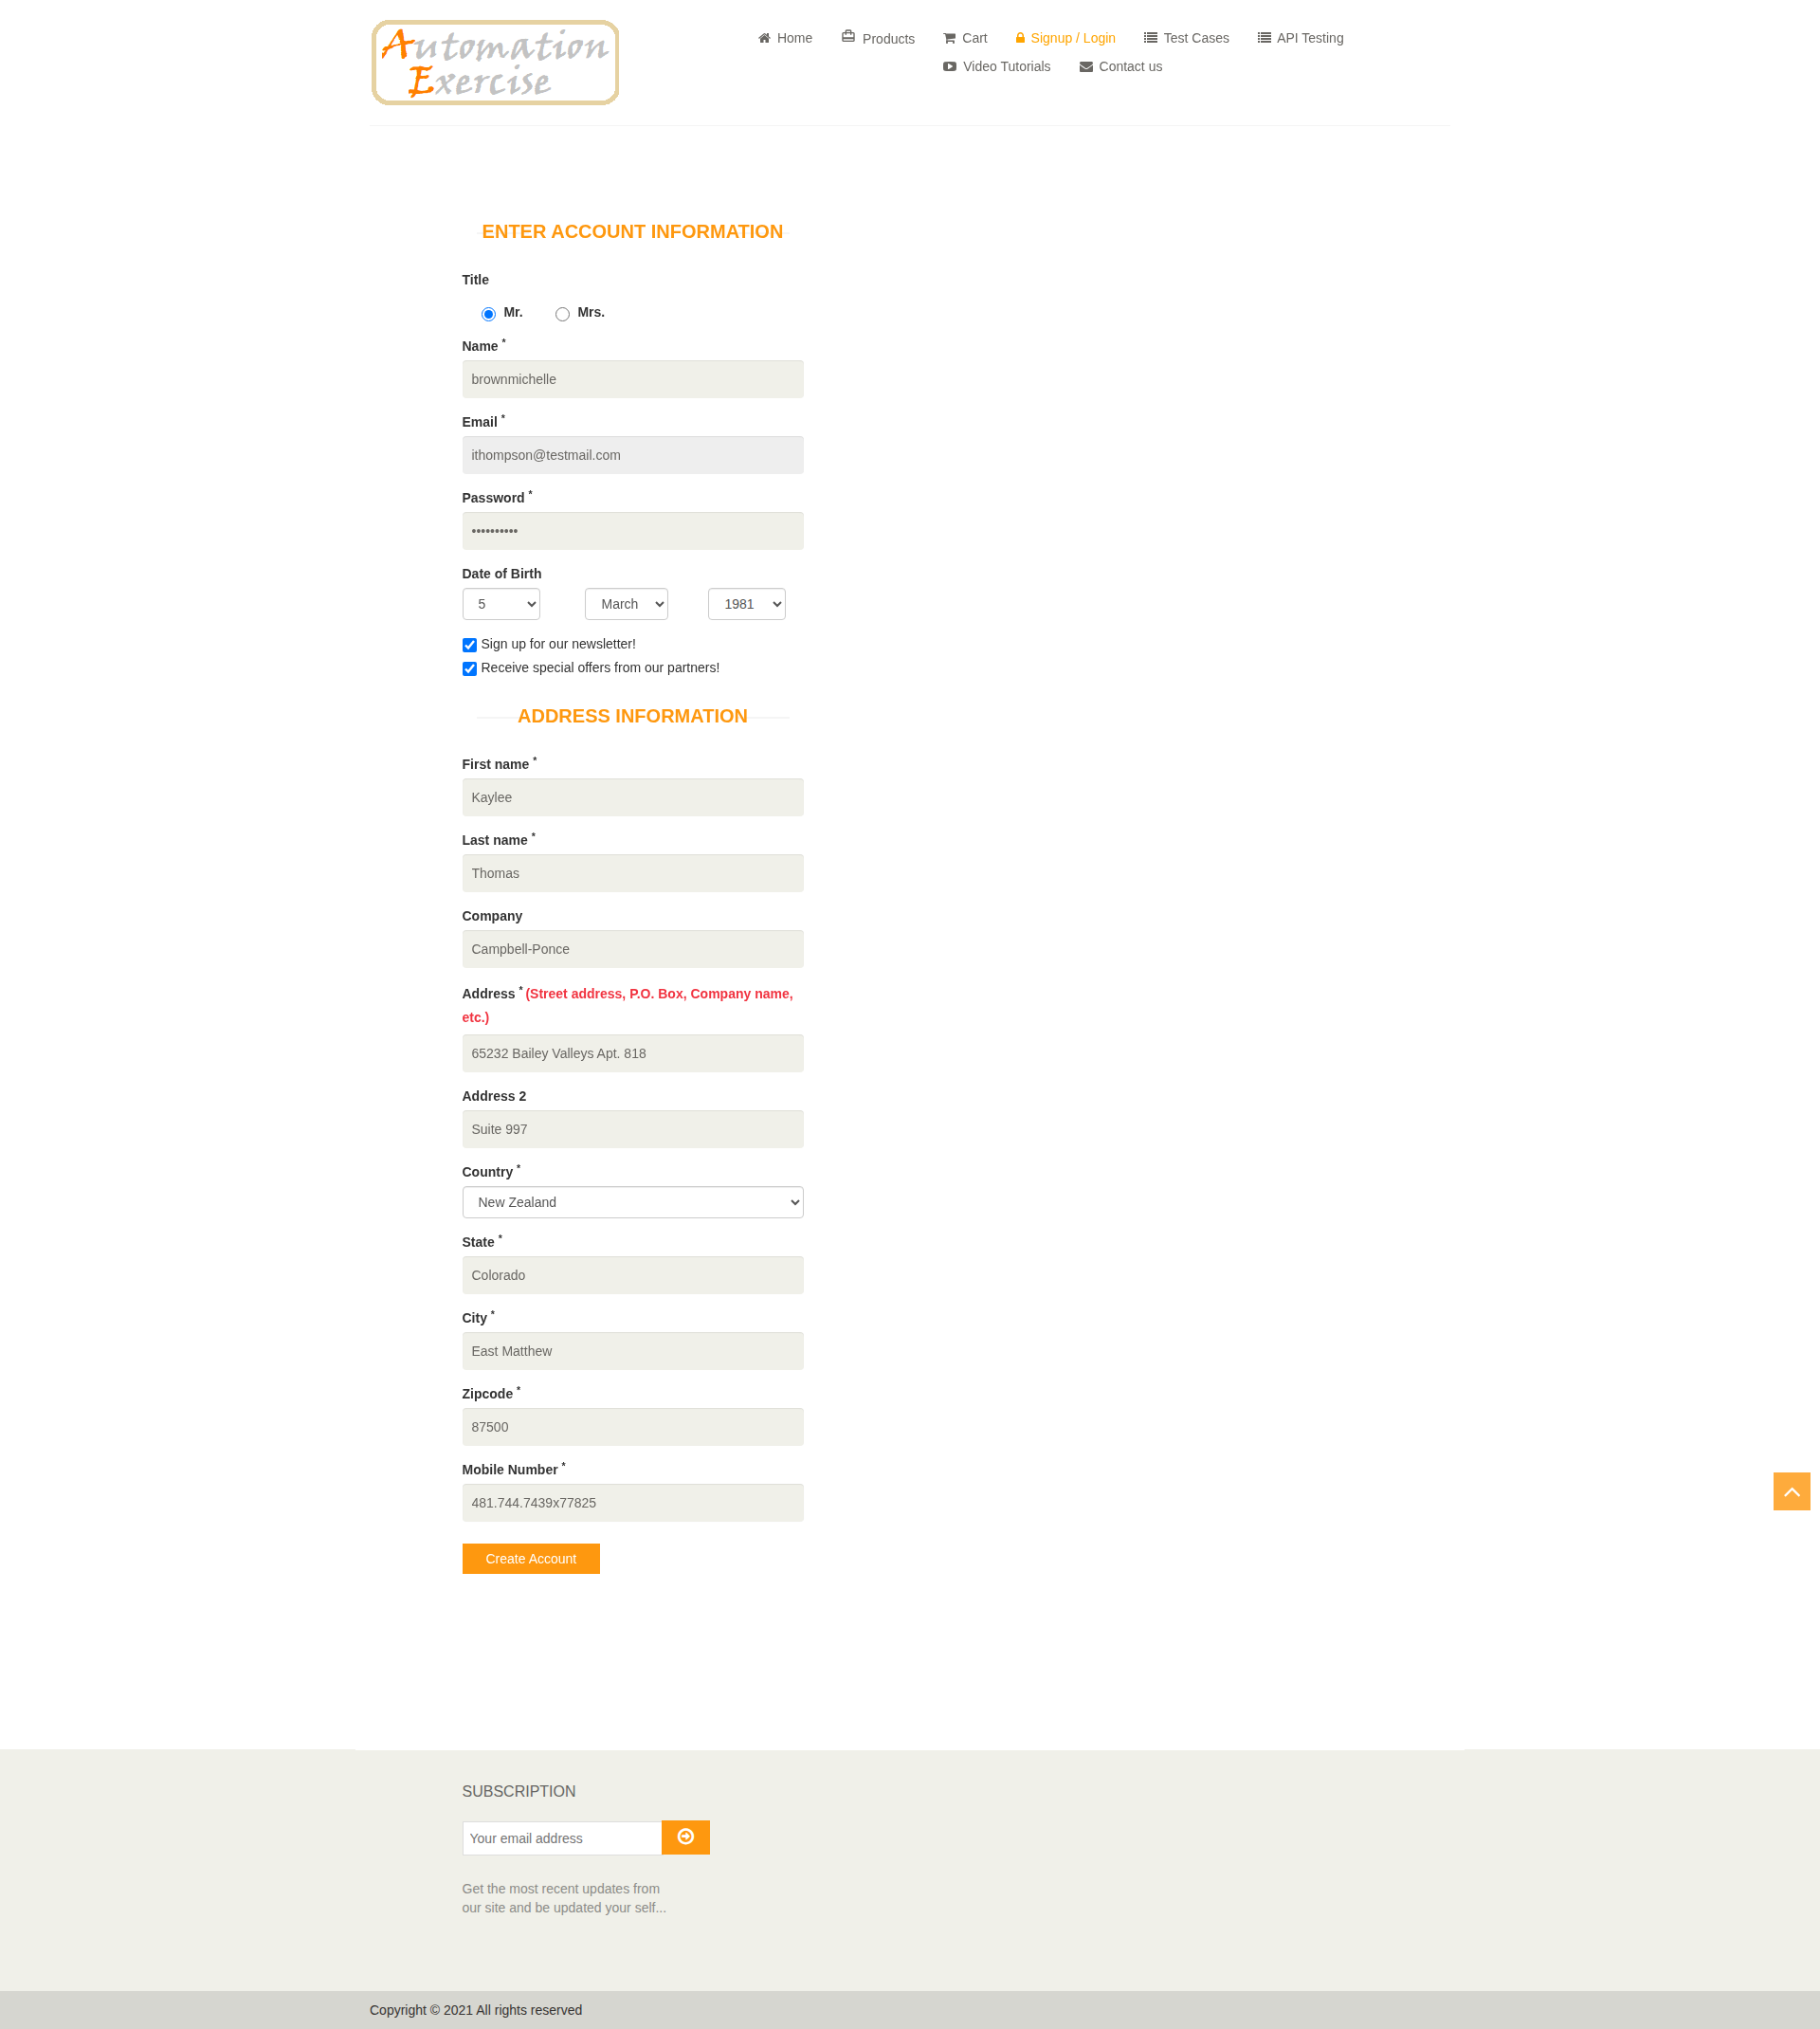 Automation
Exercise
Home
Products
Cart
Signup / Login
Test Cases
API Testing
Video Tutorials
Contact us
ENTER ACCOUNT INFORMATION
Title
Mr.
Mrs.
Name *
brownmichelle
Email *
ithompson@testmail.com
Password *
••••••••••
Date of Birth
5
March
1981
Sign up for our newsletter!
Receive special offers from our partners!
ADDRESS INFORMATION
First name *
Kaylee
Last name *
Thomas
Company
Campbell-Ponce
Address * (Street address, P.O. Box, Company name,
etc.)
65232 Bailey Valleys Apt. 818
Address 2
Suite 997
Country *
New Zealand
State *
Colorado
City *
East Matthew
Zipcode *
87500
Mobile Number *
481.744.7439x77825
Create Account
SUBSCRIPTION
Your email address
Get the most recent updates from
our site and be updated your self...
Copyright © 2021 All rights reserved